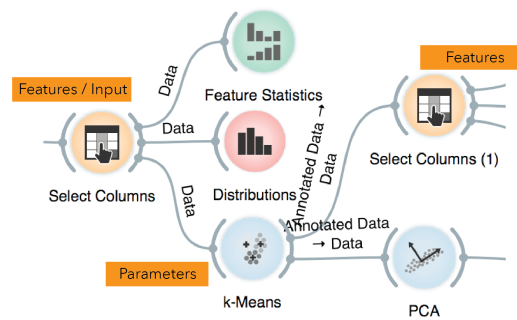 Features / Input
Select Columns
Data
Data
Data
Feature Statistics
Distributions
Parameters
k-Means
Annotated Data → Data
Annotated Data
→ Data
Features
Select Columns (1)
PCA